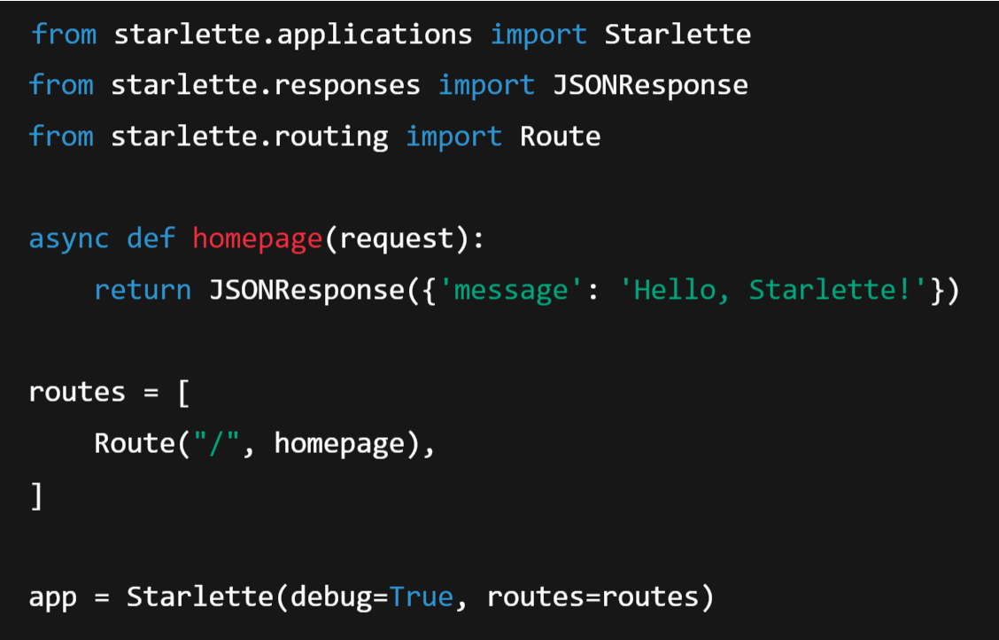 from starlette.applications import Starlette
from starlette.responses import JSONResponse
from starlette.routing import Route

async def homepage(request):
    return JSONResponse({'message': 'Hello, Starlette!'})

routes = [
    Route("/", homepage),
]

app = Starlette(debug=True, routes=routes)